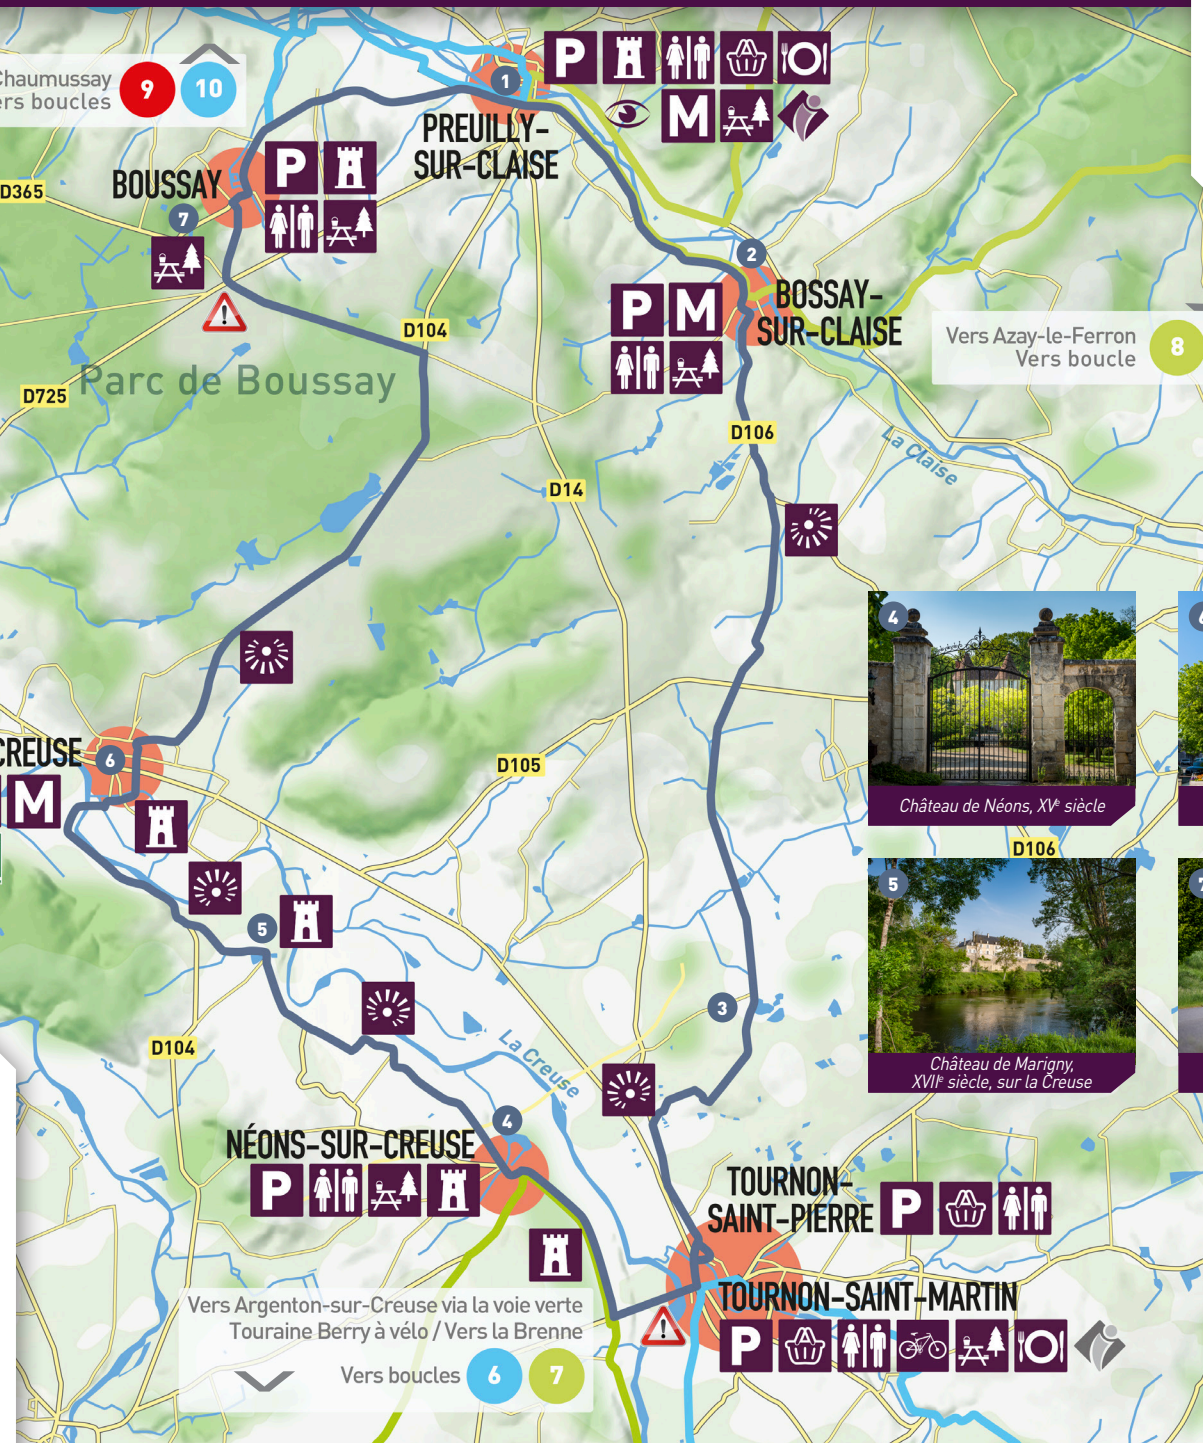 Chaumussay
ers boucles
9
10
1
P
PREUILLY-
SUR-CLAISE
M
D365
BOUSSAY
P
7
2
BOSSAY-
SUR-CLAISE
P M
Vers Azay-le-Ferron
Vers boucle
8
D104
Parc de Boussay
D725
D106
La Claise
D14
4
Château de Néons, XVe siècle
CREUSE
6
M
D105
D106
5
Château de Marigny,
XVIIe siècle, sur la Creuse
5
3
D104
La Creuse
4
NÉONS-SUR-CREUSE
P
TOURNON-
SAINT-PIERRE
P
TOURNON-SAINT-MARTIN
P
Vers Argenton-sur-Creuse via la voie verte
Touraine Berry à vélo / Vers la Brenne
Vers boucles
6
7